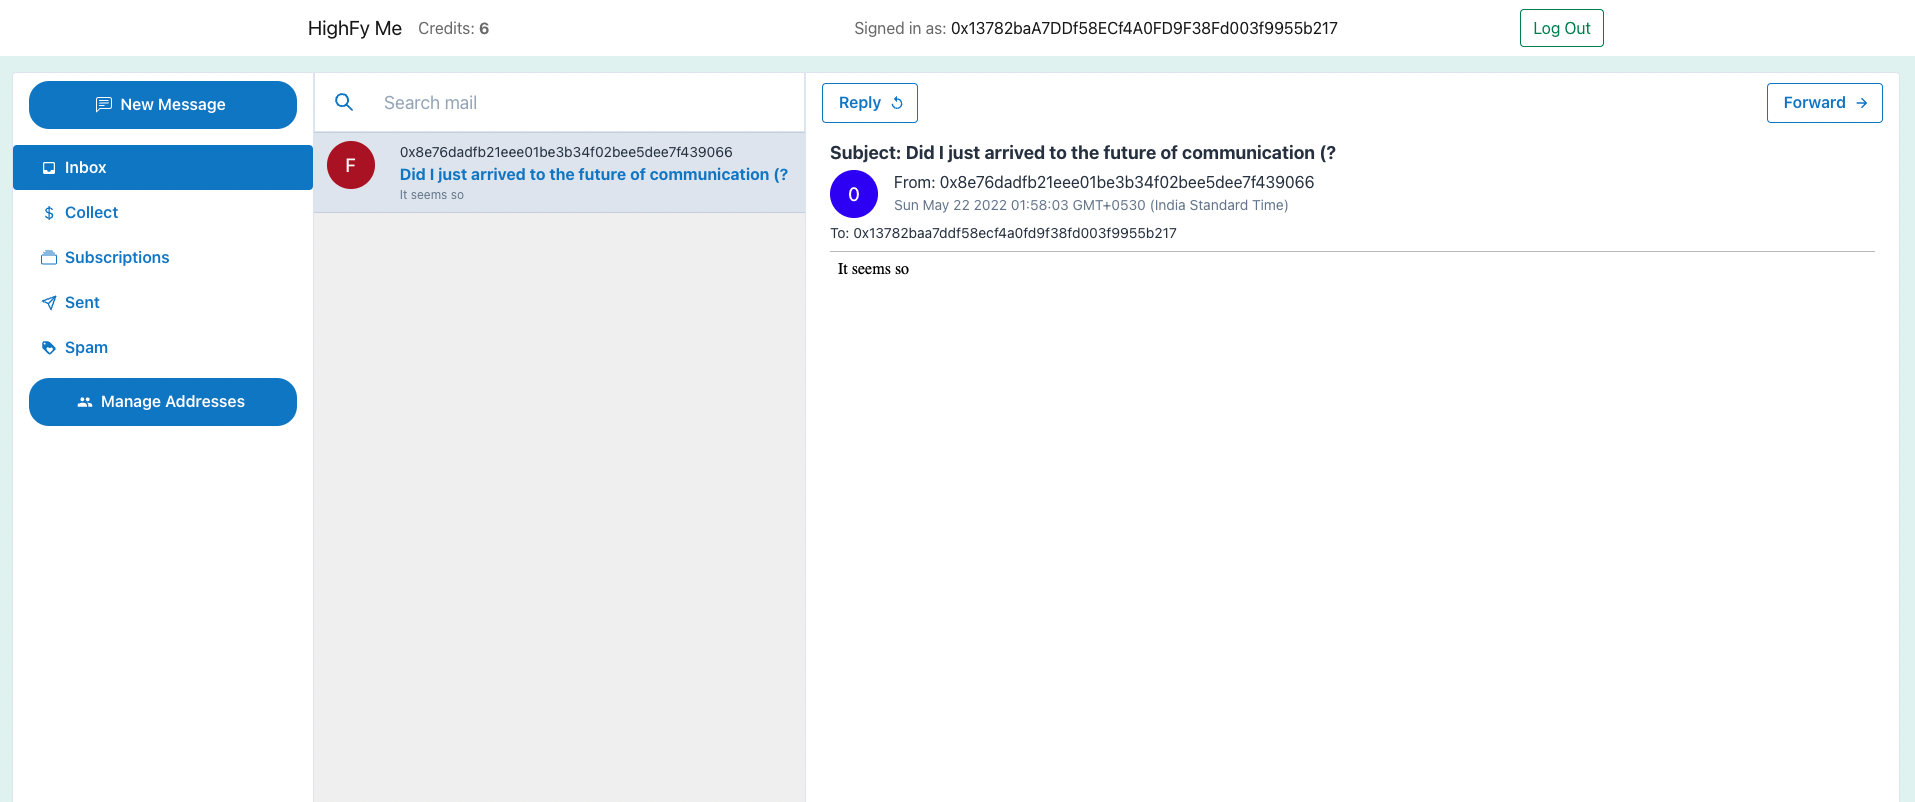 HighFy Me Credits: 6 Signed in as: 0x13782baA7DDf58ECf4A0FD9F38Fd003f9955b217 Log Out
New Message
Inbox
Collect
Subscriptions
Sent
Spam
Manage Addresses
Search mail
F
0x8e76dadfb21eee01be3b34f02bee5dee7f439066
Did I just arrived to the future of communication (?
It seems so
Reply
Forward
Subject: Did I just arrived to the future of communication (?
0
From: 0x8e76dadfb21eee01be3b34f02bee5dee7f439066
Sun May 22 2022 01:58:03 GMT+0530 (India Standard Time)
To: 0x13782baa7ddf58ecf4a0fd9f38fd003f9955b217
It seems so